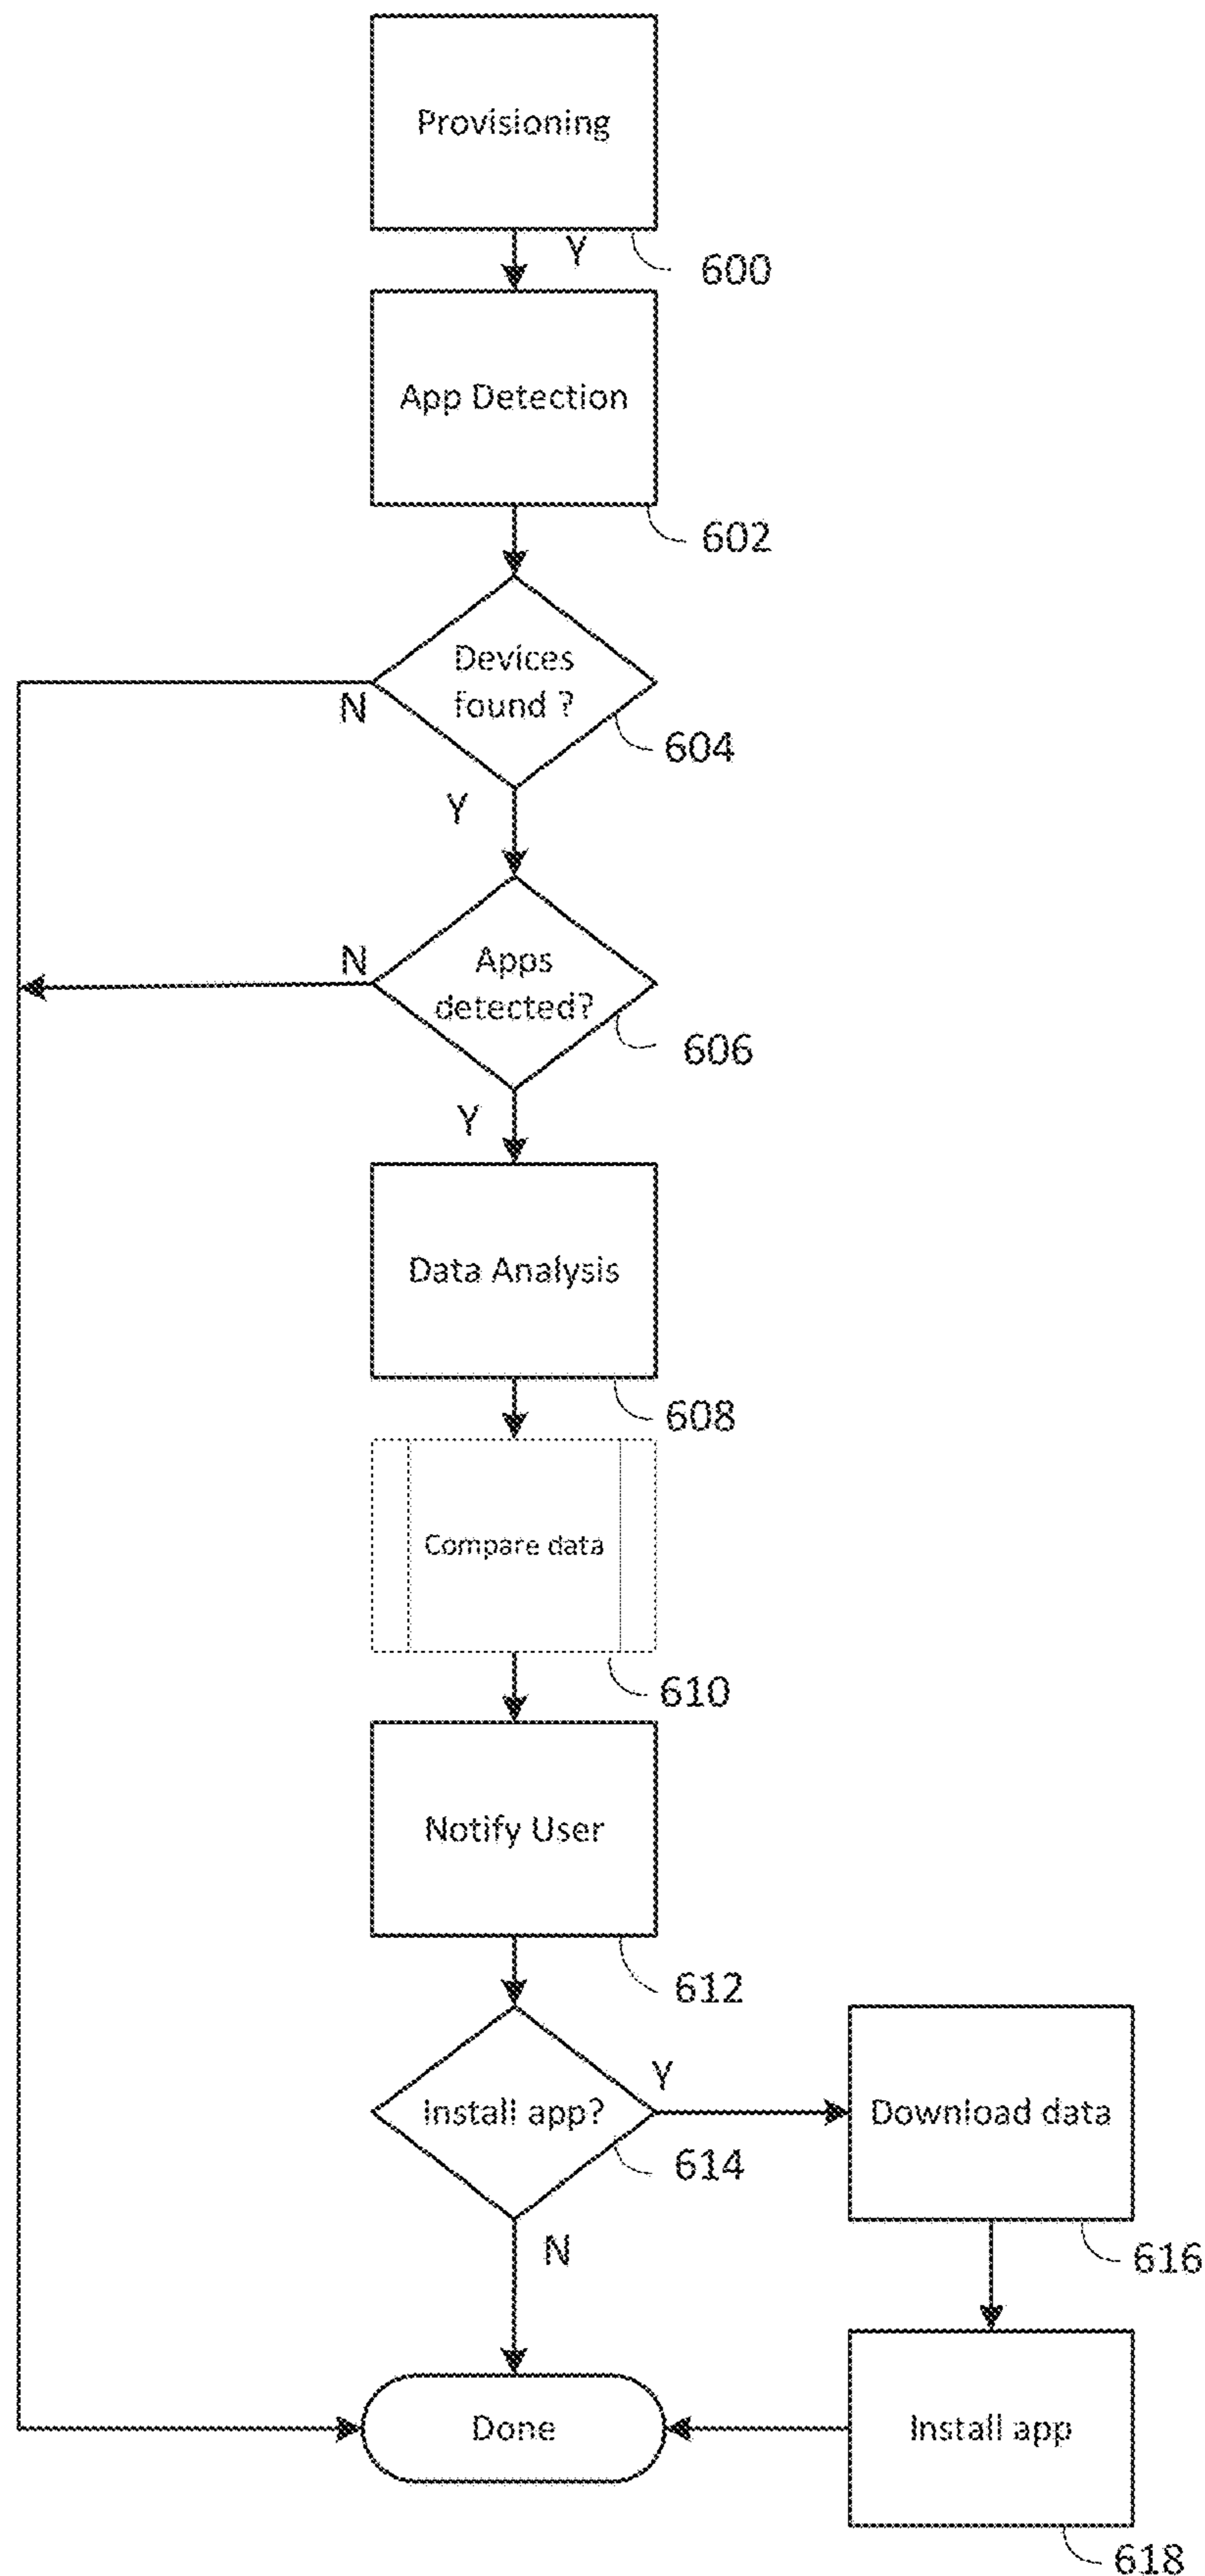 Provisioning
Y
600
App Detection
602
Devices
found ?
N
604
Y
Apps
detected?
N
606
Y
Data Analysis
608
Compare data
610
Notify User
612
Install app?
Y
614
Download data
N
616
Done
Install app
618